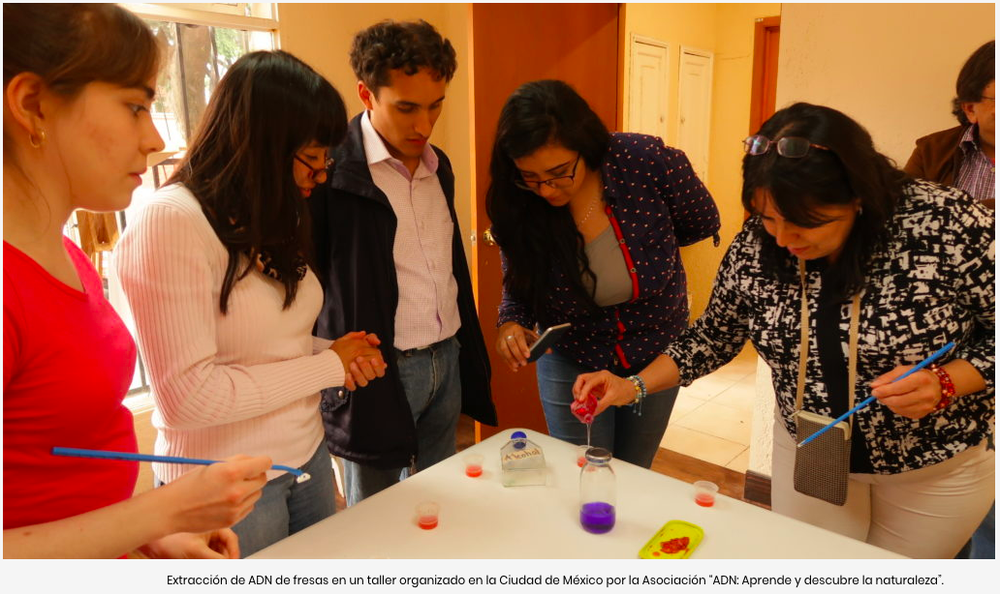 Alcohol
Extracción de ADN de fresas en un taller organizado en la Ciudad de México por la Asociación "ADN: Aprende y descubre la naturaleza".